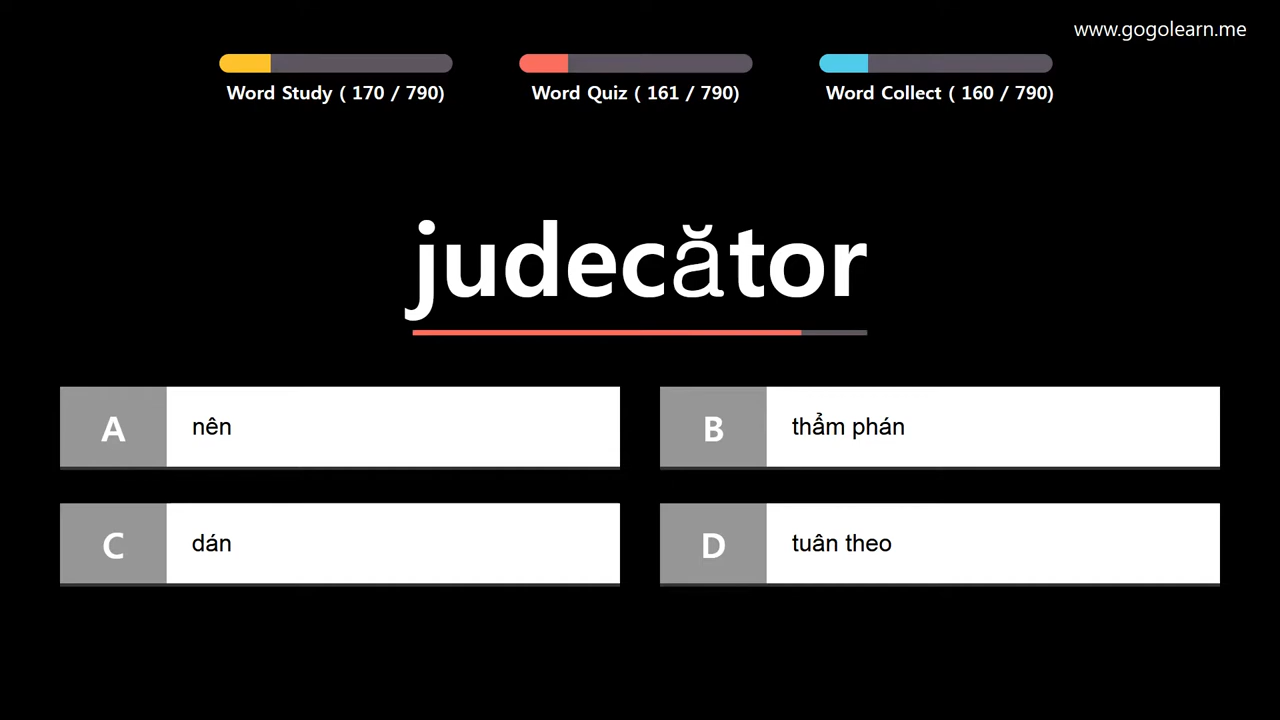 www.gogolearn.me
Word Study ( 170 / 790)
Word Quiz ( 161 / 790)
Word Collect ( 160 / 790)
judecător
A
nên
B
thẩm phán
C
dán
D
tuân theo